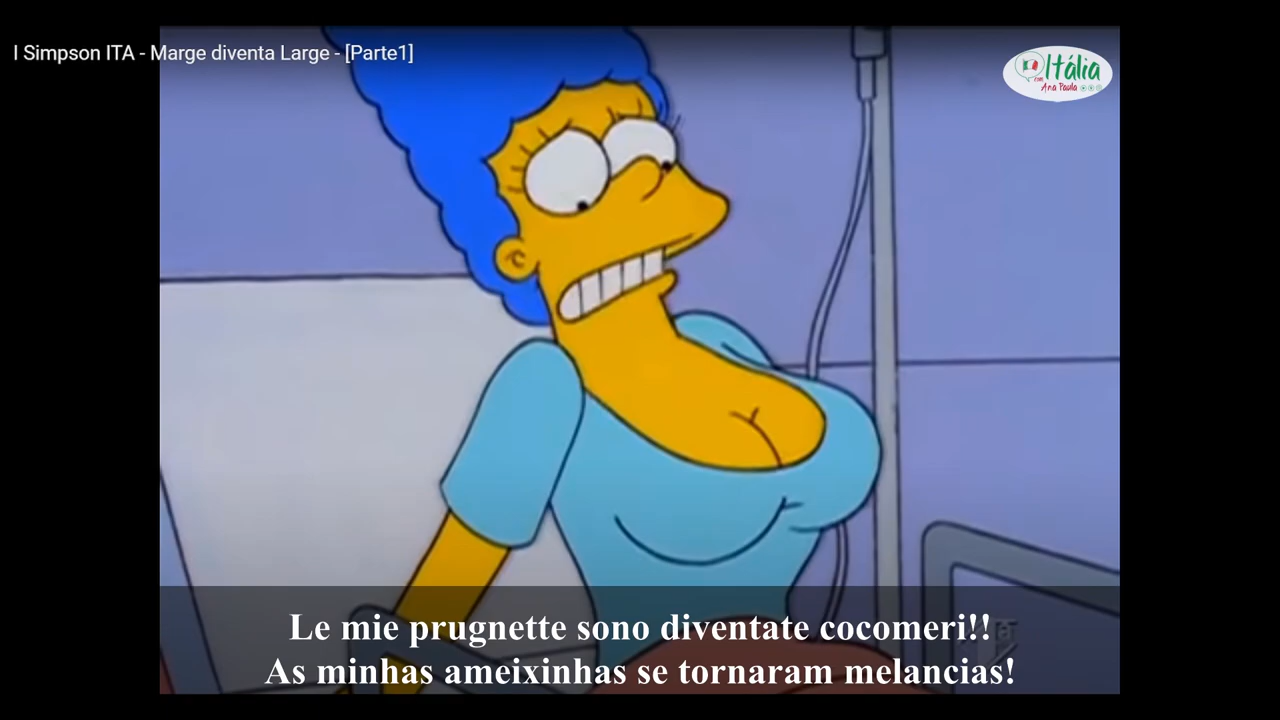 I Simpson ITA - Marge diventa Large - [Parte1]
Itália
com
Ana Paula
Le mie prugnette sono diventate cocomeri!!
As minhas ameixinhas se tornaram melancias!